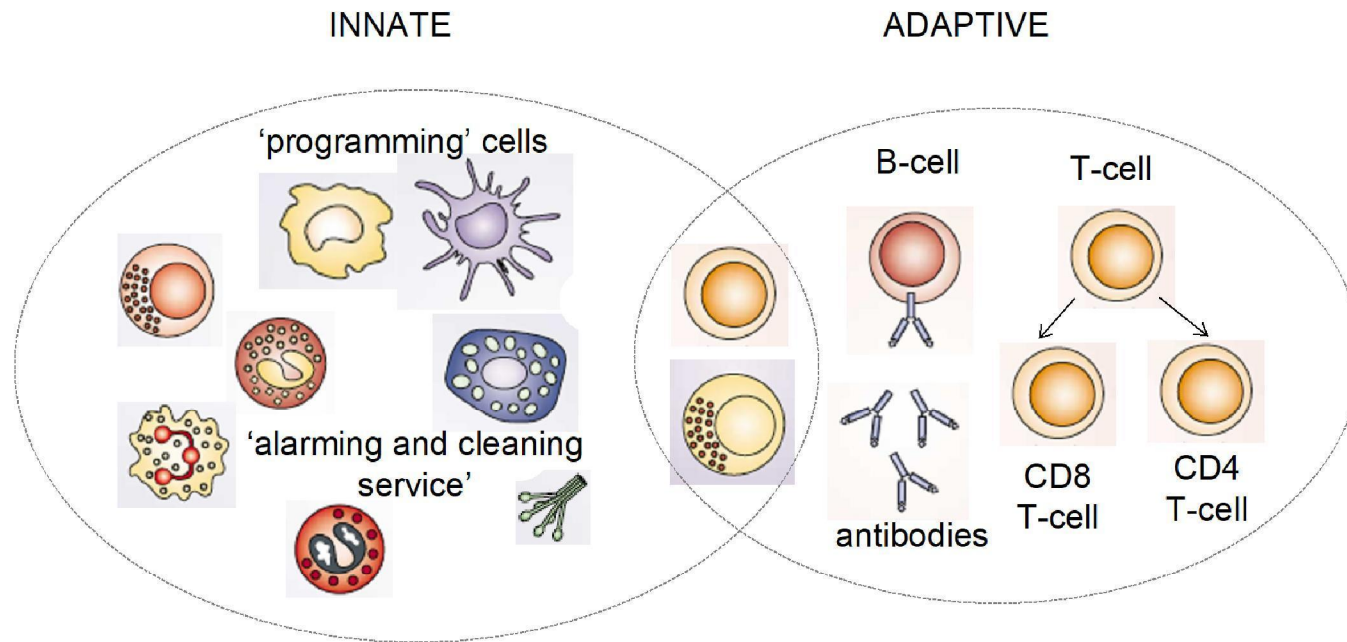 INNATE
ADAPTIVE
‘programming’ cells
B-cell
T-cell
‘alarming and cleaning
service’
CD8
T-cell
CD4
T-cell
antibodies